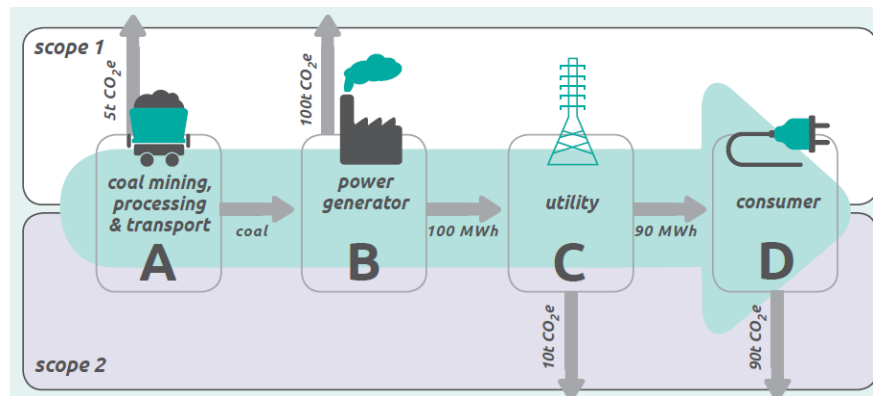 scope 1
5t CO2e
100t CO2e
coal mining,
processing
& transport
A
coal
power
generator
B
100 MWh
utility
C
90 MWh
consumer
D
10t CO2e
90t CO2e
scope 2